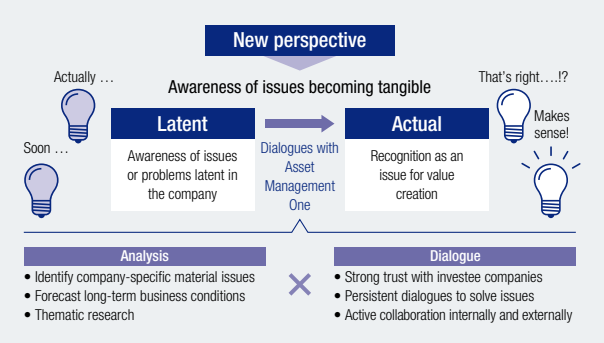 New perspective
Awareness of issues becoming tangible
Actually …
Soon …
Latent
Awareness of issues
or problems latent in
the company
Dialogues with
Asset
Management
One
Actual
Recognition as an
issue for value
creation
That's right….!?
Makes
sense!
Analysis
• Identify company-specific material issues
• Forecast long-term business conditions
• Thematic research
×
Dialogue
• Strong trust with investee companies
• Persistent dialogues to solve issues
• Active collaboration internally and externally